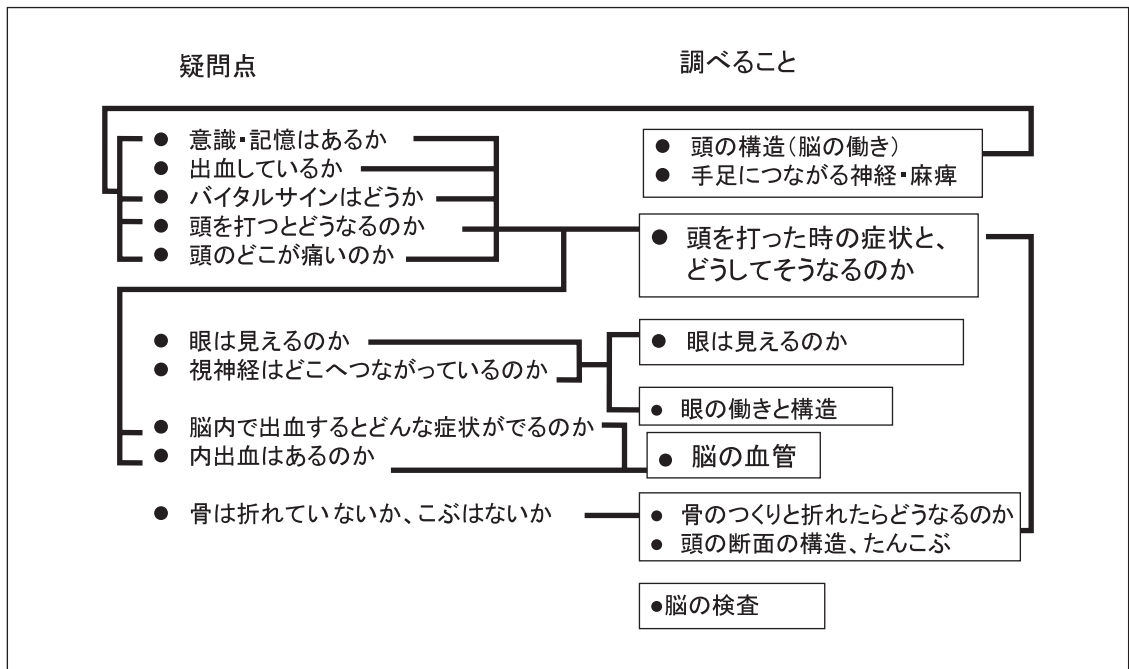 疑問点
調べること
● 意識・記憶はあるか
● 出血しているか
● バイタルサインはどうか
● 頭を打つとどうなるのか
● 頭のどこが痛いのか
● 眼は見えるのか
● 視神経はどこへつながっているのか
● 脳内で出血するとどんな症状がでるのか
● 内出血はあるのか
● 骨は折れていないか、こぶはないか
● 頭の構造(脳の働き)
● 手足につながる神経・麻痺
● 頭を打った時の症状と、
どうしてそうなるのか
● 眼は見えるのか
● 眼の働きと構造
● 脳の血管
● 骨のつくりと折れたらどうなるのか
● 頭の断面の構造、たんこぶ
●脳の検査